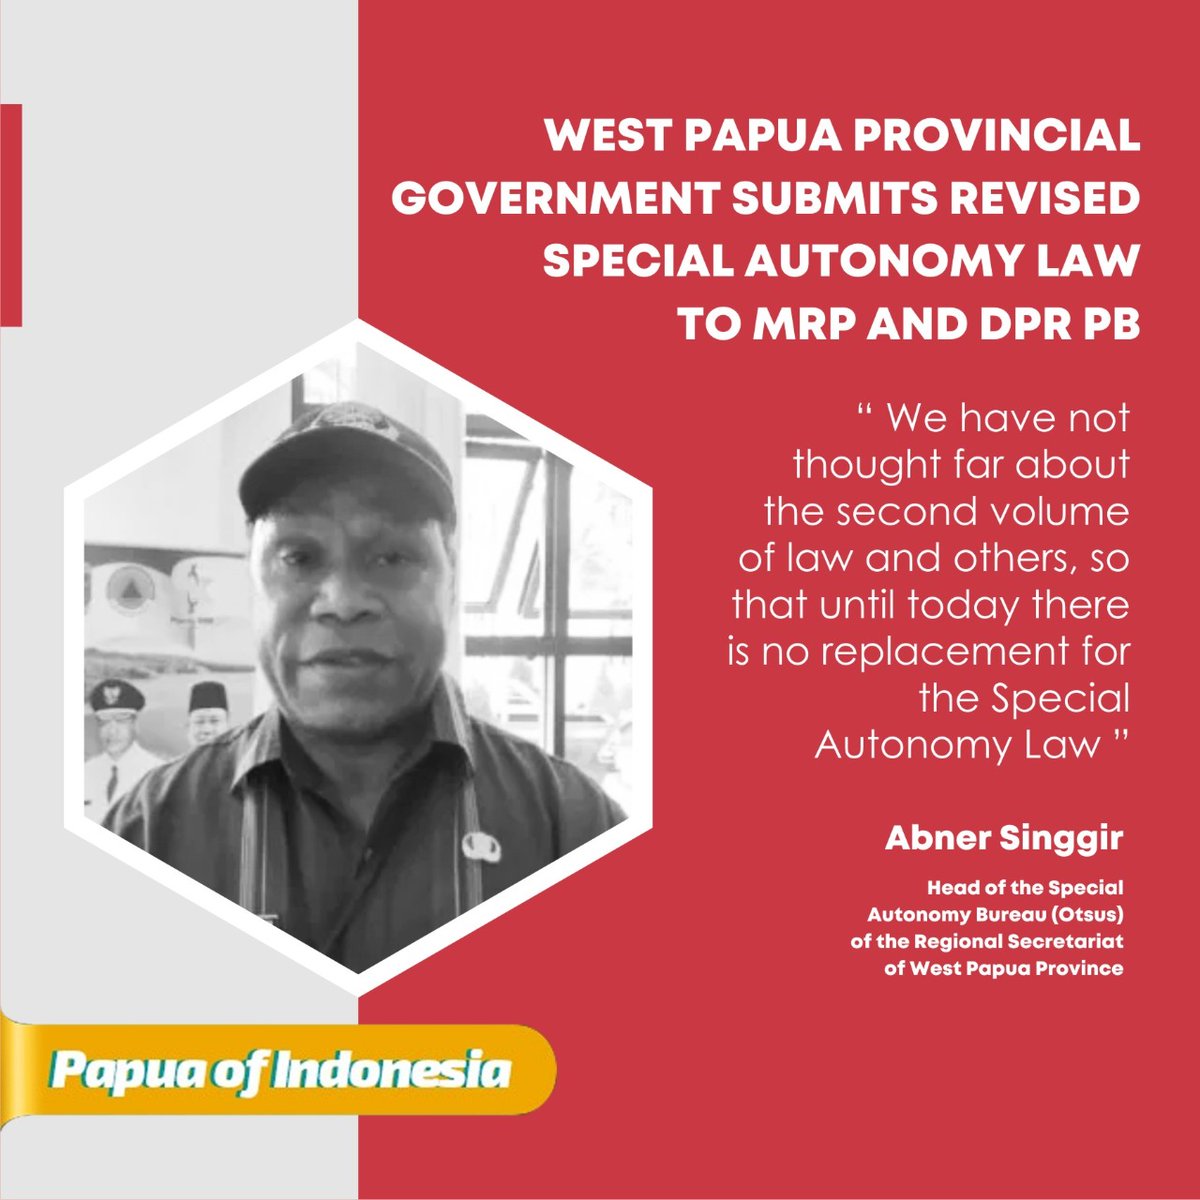 WEST PAPUA PROVINCIAL
GOVERNMENT SUBMITS REVISED
SPECIAL AUTONOMY LAW
TO MRP AND DPR PB
“ We have not
thought far about
the second volume
of law and others, so
that until today there
is no replacement for
the Special
Autonomy Law ”
Abner Singgir
Head of the Special
Autonomy Bureau (Otsus)
of the Regional Secretariat
of West Papua Province
Papua of Indonesia